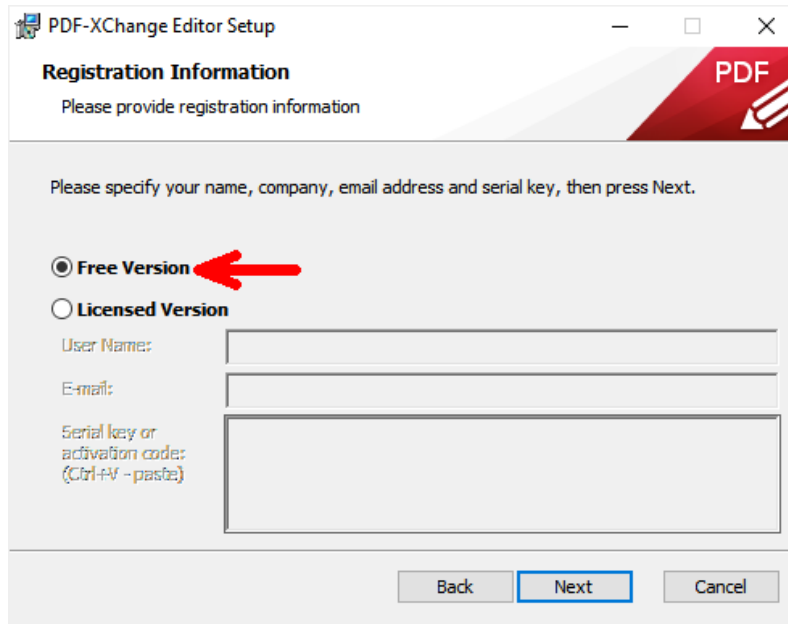 PDF-XChange Editor Setup
Registration Information
Please provide registration information
PDF
Please specify your name, company, email address and serial key, then press Next.
Free Version
Licensed Version
User Name:
E-mail:
Serial key or
activation code:
(Ctrl+V - paste)
Back Next Cancel